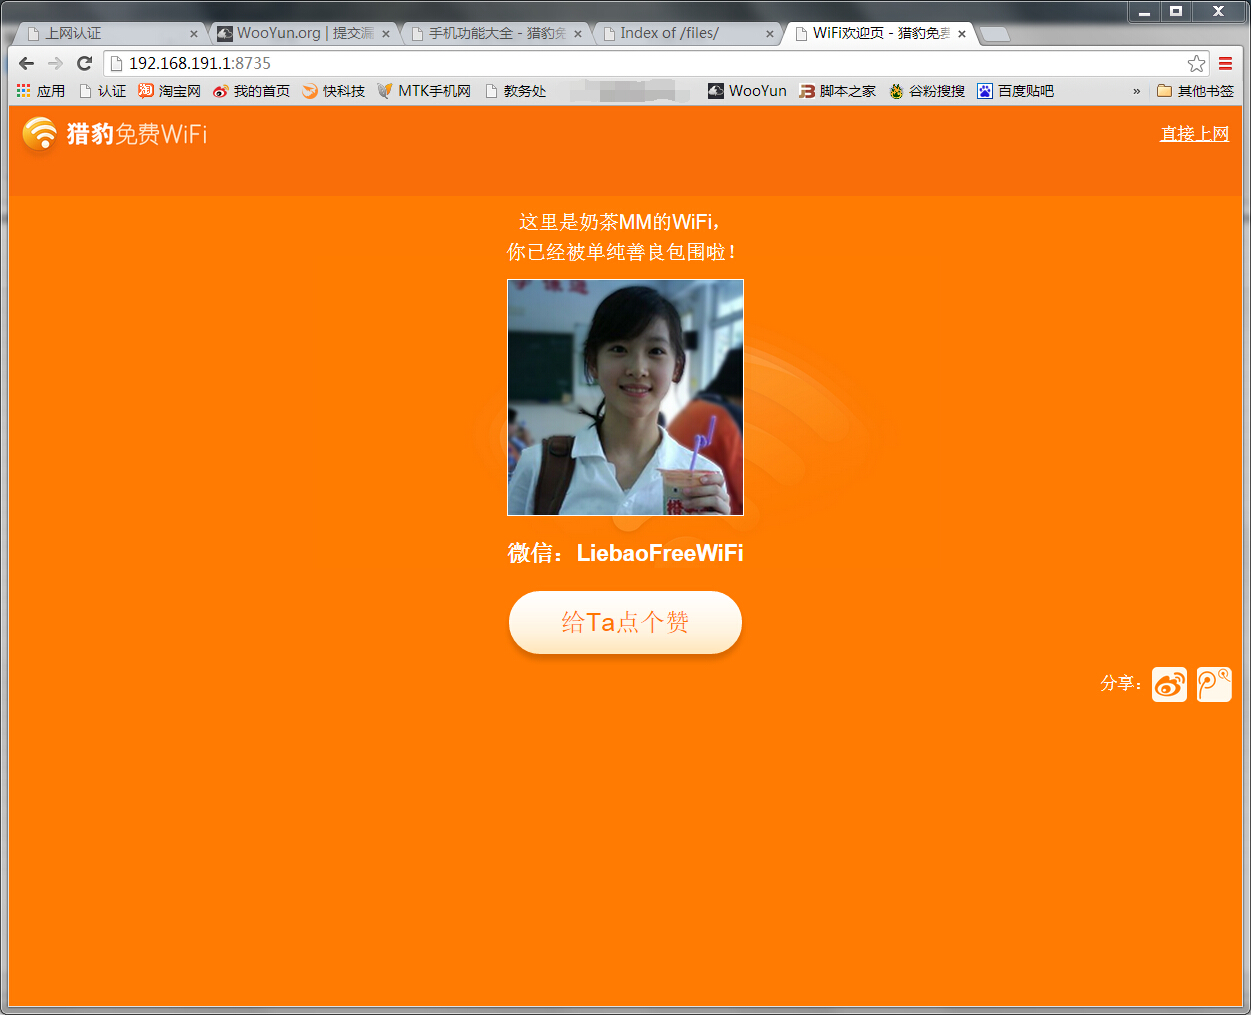 上网认证
WooYun.org | 提交漏
手机功能大全 - 猎豹免
Index of /files/
WiFi欢迎页 - 猎豹免费
192.168.191.1:8735
应用
认证
淘宝网
我的首页
快科技
MTK手机网
教务处
WooYun
脚本之家
谷粉搜搜
百度贴吧
»
其他书签
猎豹免费WiFi
直接上网
这里是奶茶MM的WiFi，
你已经被单纯善良包围啦！
微信：LiebaoFreeWiFi
给Ta点个赞
分享：